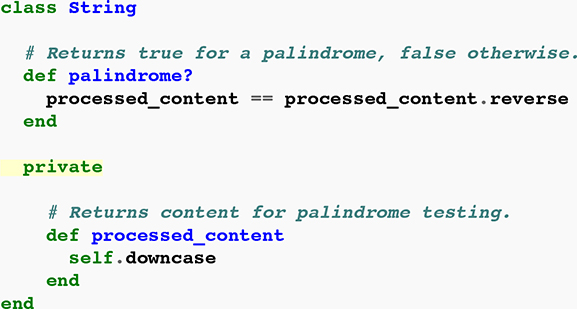 class String
# Returns true for a palindrome, false otherwise.
def palindrome?
processed_content == processed_content.reverse
end
private
# Returns content for palindrome testing.
def processed_content
self.downcase
end
end